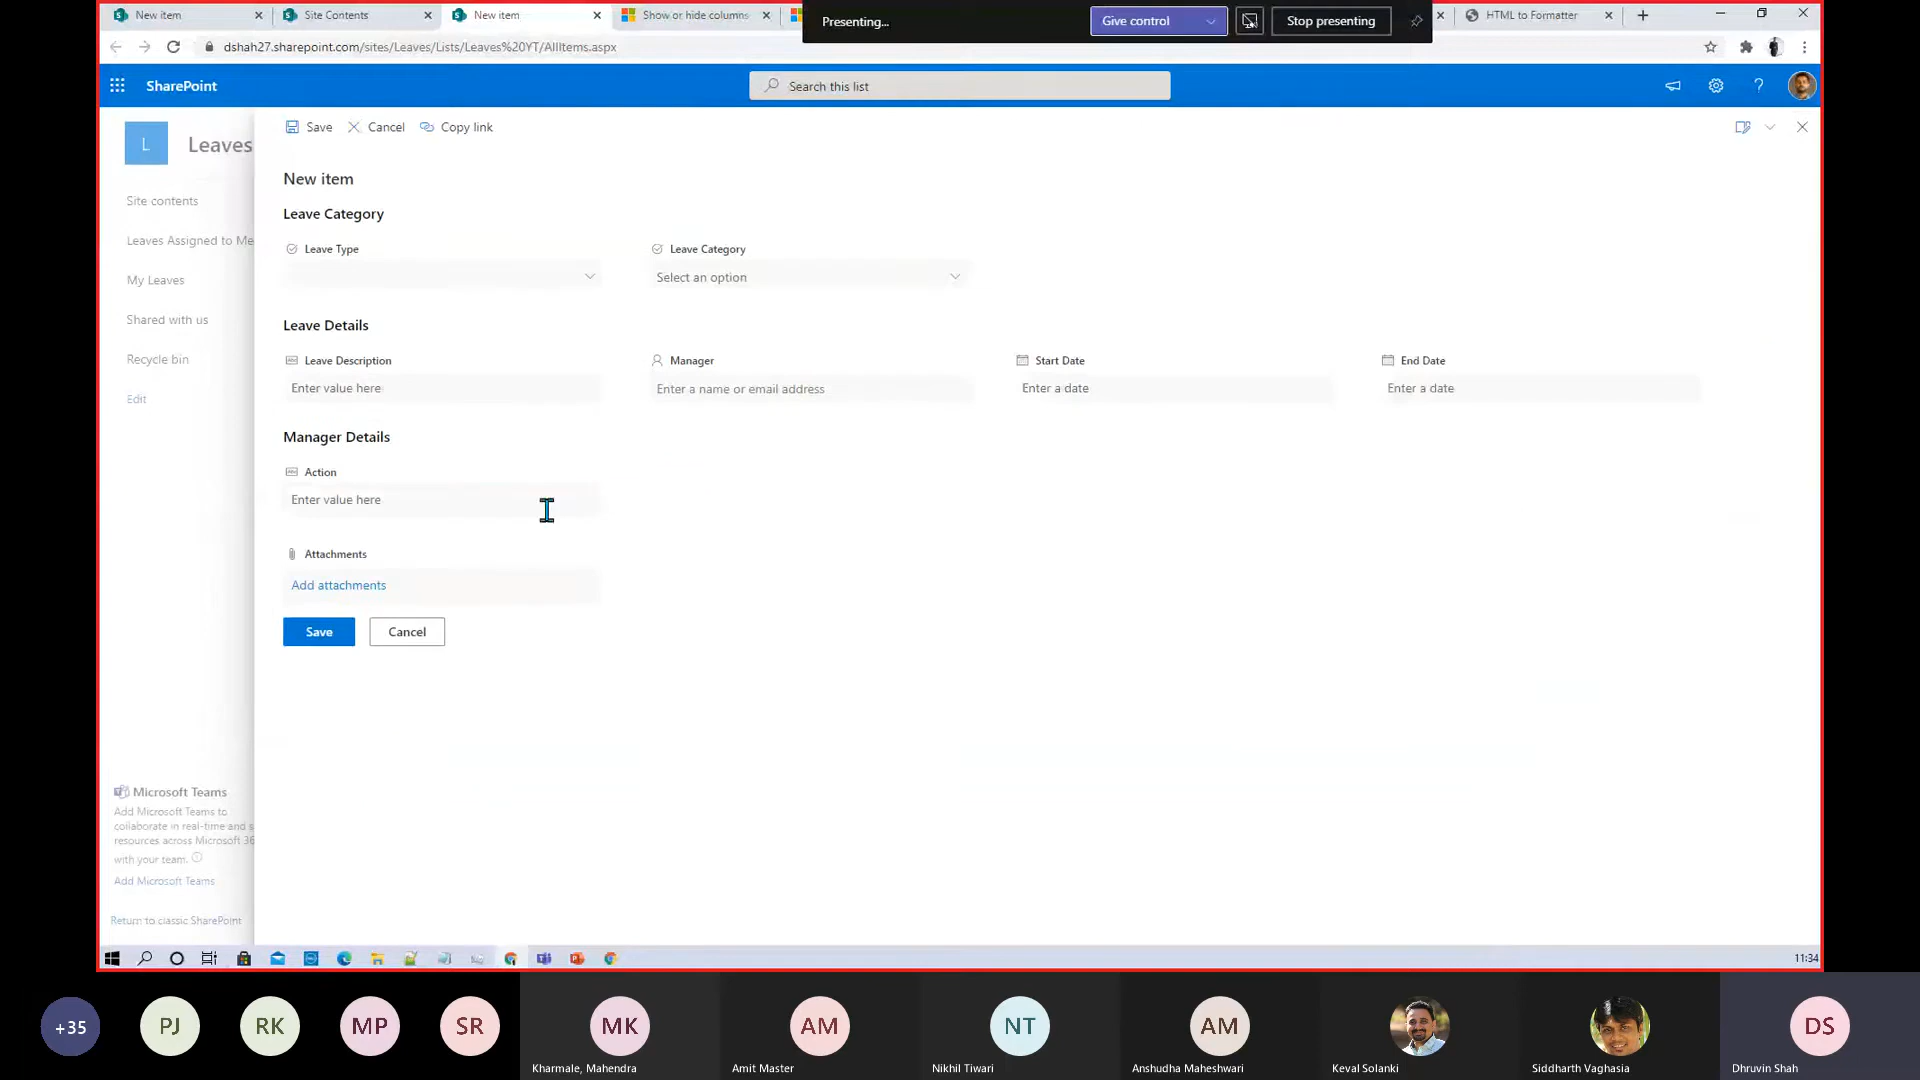 New item
Site Contents
New item
Show or hide columns
HTML to Formatter
Presenting...
Give control
Stop presenting
dshah27.sharepoint.com/sites/Leaves/Lists/Leaves%20YT/AllItems.aspx
SharePoint
Search this list
L
Leaves
Save
Cancel
Copy link
New item
Leave Category
Leave Type
Leave Category
Select an option
Site contents
Leaves Assigned to Me
My Leaves
Shared with us
Recycle bin
Edit
Leave Details
Leave Description
Manager
Start Date
End Date
Enter value here
Enter a name or email address
Enter a date
Enter a date
Manager Details
Action
Enter value here
Attachments
Add attachments
Save
Cancel
Microsoft Teams
Add Microsoft Teams to
collaborate in real-time and s
resources across Microsoft 36
with your team.
Add Microsoft Teams
Return to classic SharePoint
11:34
+35
PJ
RK
MP
SR
MK
AM
NT
AM
DS
Kharmale, Mahendra
Amit Master
Nikhil Tiwari
Anshudha Maheshwari
Keval Solanki
Siddharth Vaghasia
Dhruvin Shah